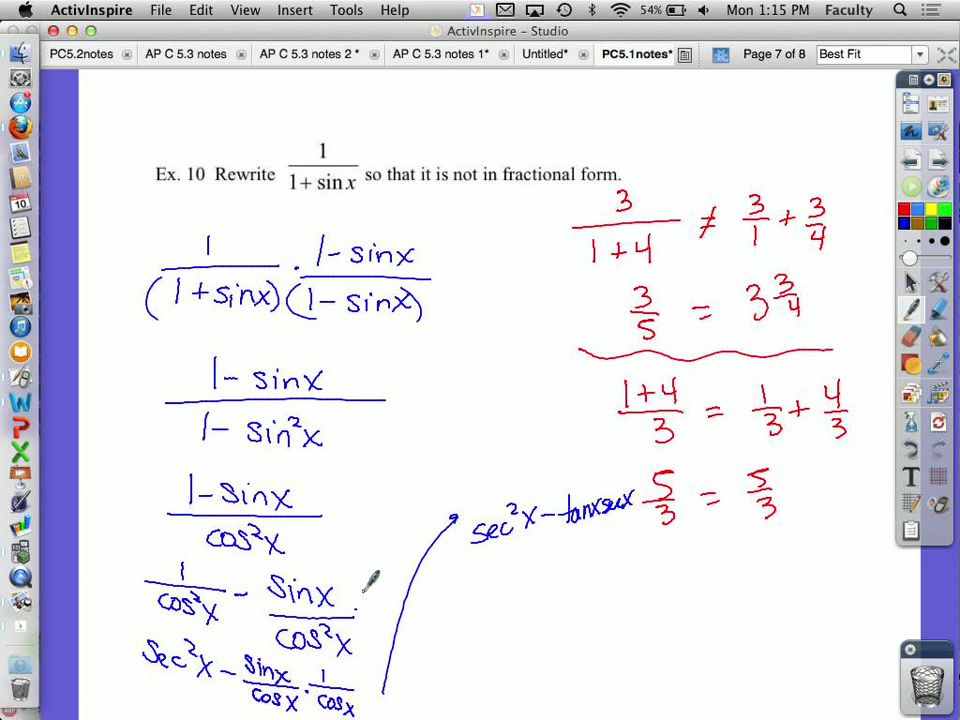 ActivInspire File Edit View Insert Tools Help 54% Mon 1:15 PM Faculty
ActivInspire - Studio
PC5.2notes AP C 5.3 notes AP C 5.3 notes 2 * AP C 5.3 notes 1* Untitled* PC5.1notes* Page 7 of 8 Best Fit
Ex. 10 Rewrite 1/(1 + sin x) so that it is not in fractional form.
1/(1+sinx) · (1-sinx)/(1-sinx)
(1-sinx)/(1-sin²x)
(1-sinx)/cos²x
1/cos²x - sinx/cos²x
sec²x - sinx/cosx · 1/cosx
sec²x - tanxsecx
3/(1+4) ≠ 3/1 + 3/4
3/5 = 3 3/4
(1+4)/3 = 1/3 + 4/3
5/3 = 5/3